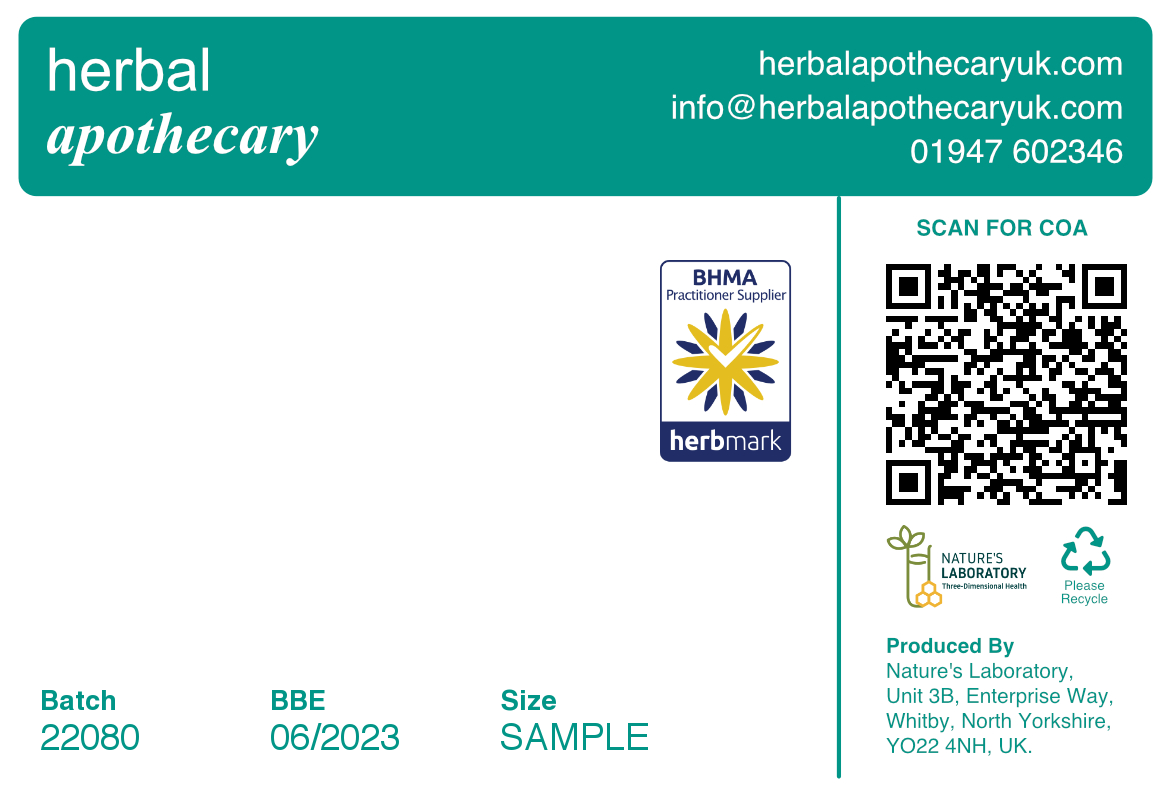 herbal
apothecary
herbalapothecaryuk.com
info@herbalapothecaryuk.com
01947 602346
SCAN FOR COA
BHMA
Practitioner Supplier
herbmark
NATURE'S
LABORATORY
Three-Dimensional Health
Please
Recycle
Produced By
Nature's Laboratory,
Unit 3B, Enterprise Way,
Whitby, North Yorkshire,
YO22 4NH, UK.
Batch
22080
BBE
06/2023
Size
SAMPLE